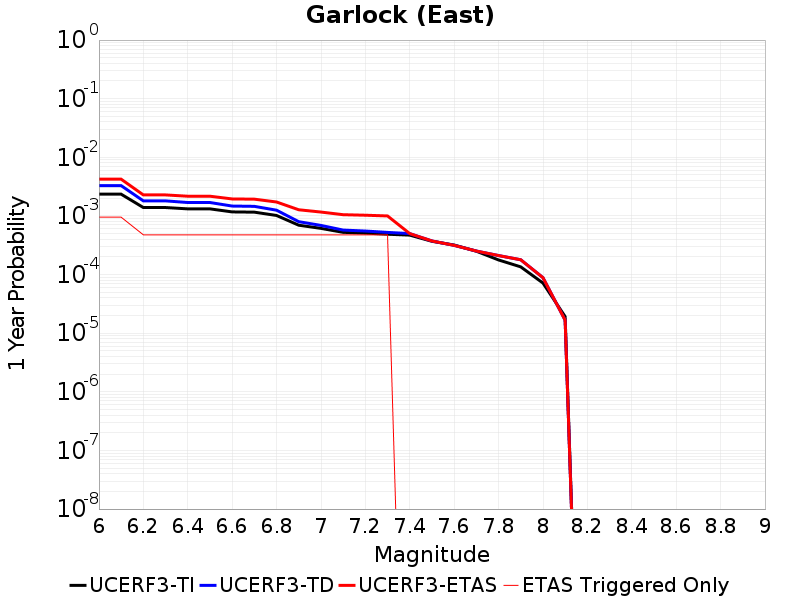 Garlock (East)
1 Year Probability
10^0
10^-1
10^-2
10^-3
10^-4
10^-5
10^-6
10^-7
10^-8
6 6.2 6.4 6.6 6.8 7 7.2 7.4 7.6 7.8 8 8.2 8.4 8.6 8.8 9
Magnitude
UCERF3-TI UCERF3-TD UCERF3-ETAS ETAS Triggered Only